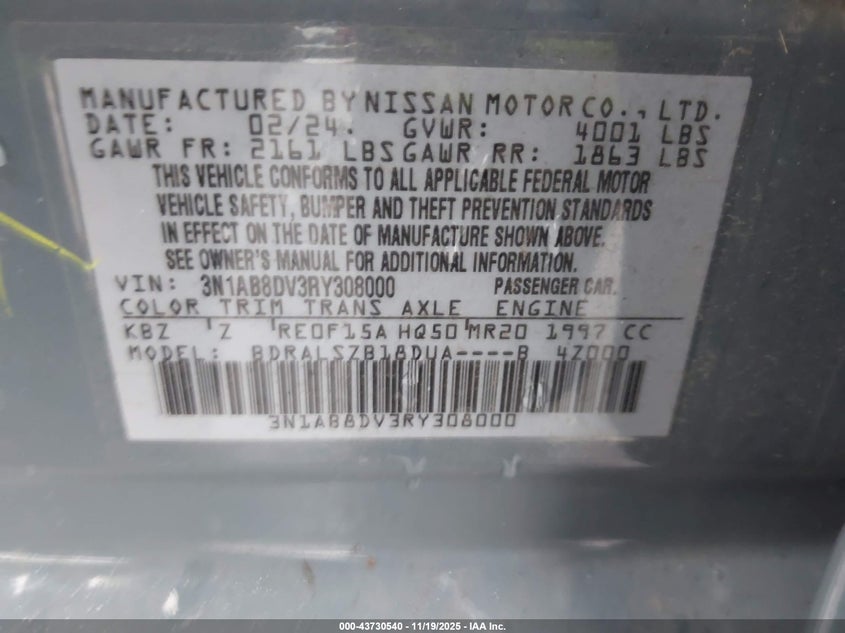 MANUFACTURED BY NISSAN MOTOR CO., LTD.
DATE: 02/24. GVWR: 4001 LBS
GAWR FR: 2161 LBS GAWR RR: 1863 LBS
THIS VEHICLE CONFORMS TO ALL APPLICABLE FEDERAL MOTOR
VEHICLE SAFETY, BUMPER AND THEFT PREVENTION STANDARDS
IN EFFECT ON THE DATE OF MANUFACTURE SHOWN ABOVE.
SEE OWNER'S MANUAL FOR ADDITIONAL INFORMATION.
VIN: 3N1AB8DV3RY308000 PASSENGER CAR.
COLOR TRIM TRANS AXLE ENGINE
KBZ 'Z 'RE0F15A HQ50'MR20 1997 CC
MODEL: BDRALSZB18DUA----B 4Z000
3N1AB8DV3RY308000
000-43730540 - 11/19/2025 - IAA Inc.